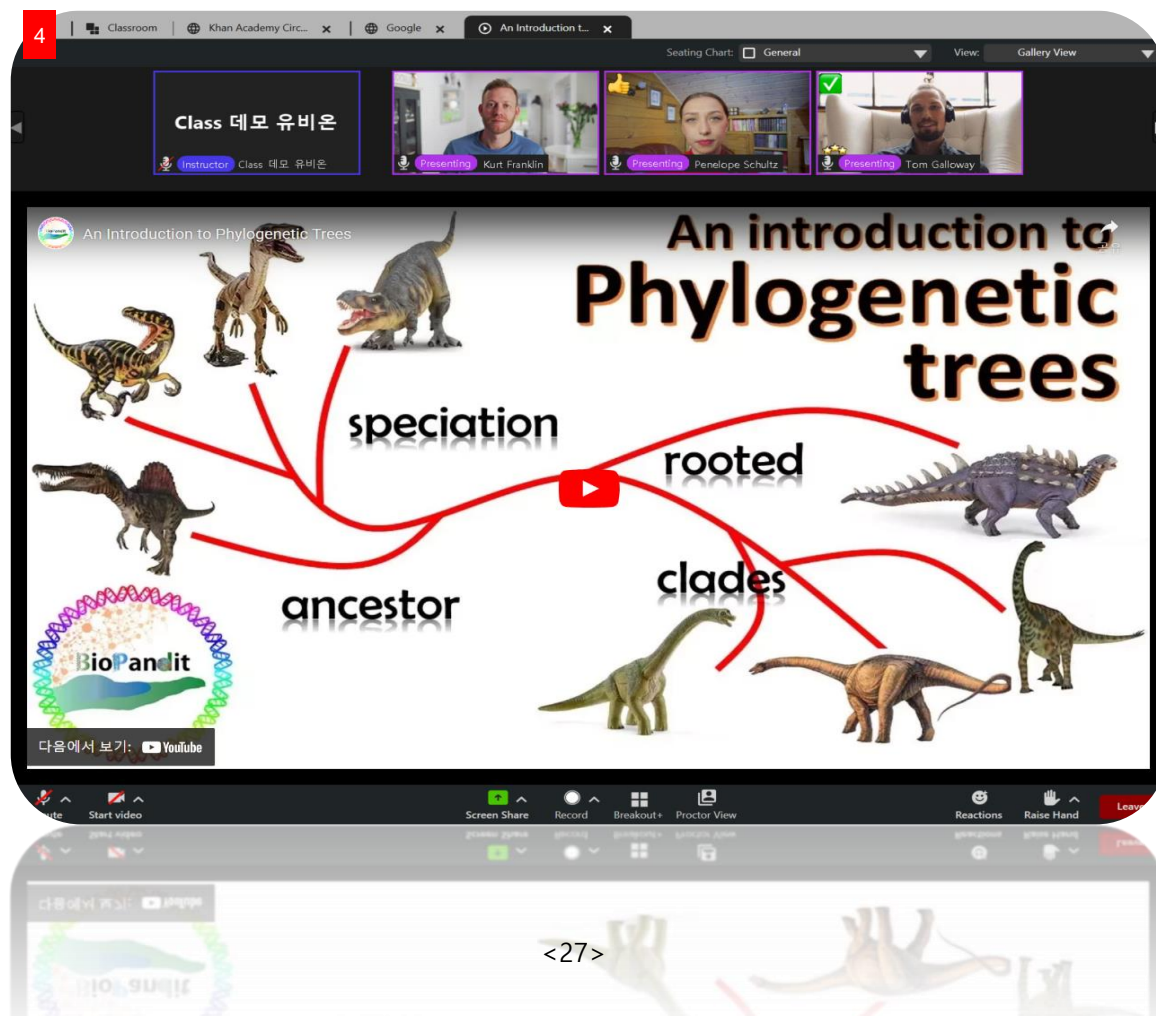 4
Classroom
Khan Academy Circ...
Google
An Introduction t...
Seating Chart: General
View: Gallery View
Class 데모 유비온
Instructor Class 데모 유비온
Presenting Kurt Franklin
Presenting Penelope Schultz
Presenting Tom Galloway
An Introduction to Phylogenetic Trees
An introduction to
Phylogenetic
trees
공유
speciation
rooted
ancestor
clades
BioPandit
다음에서 보기: YouTube
Start video
Screen Share
Record
Breakout+
Proctor View
Reactions
Raise Hand
Leave
<27>